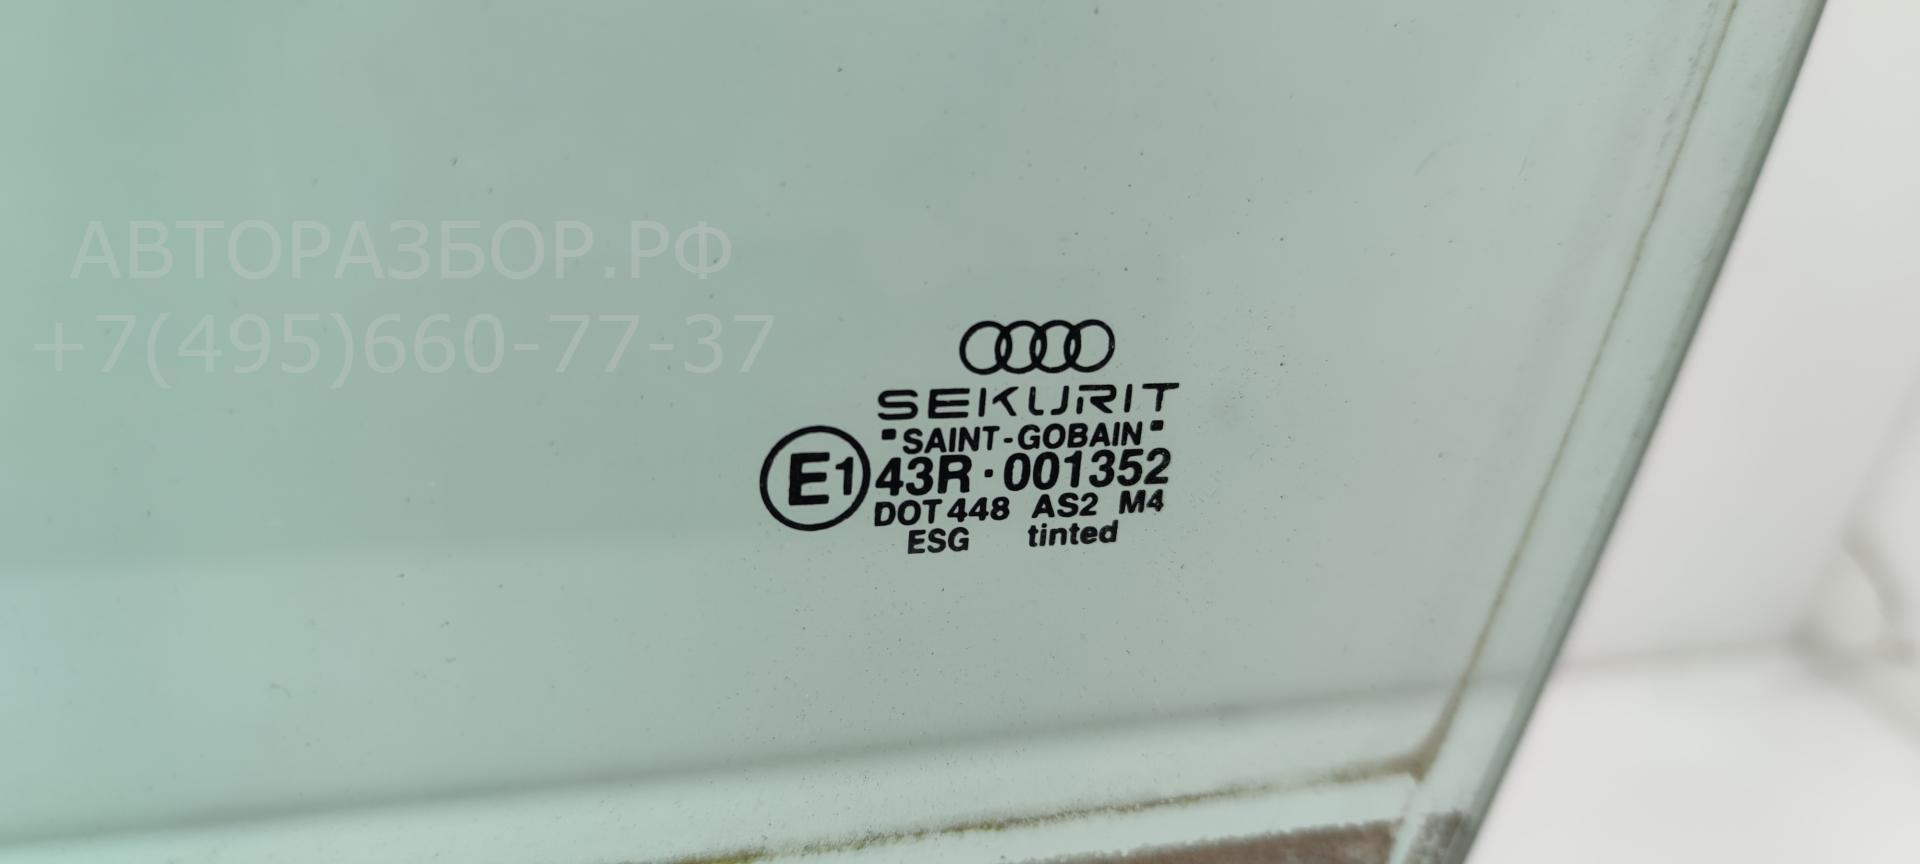 АВТОРАЗБОР.РФ
+7(495)660-77-37
SEKURIT
"SAINT-GOBAIN"
E1 43R·001352
DOT 448 AS2 M4
ESG tinted